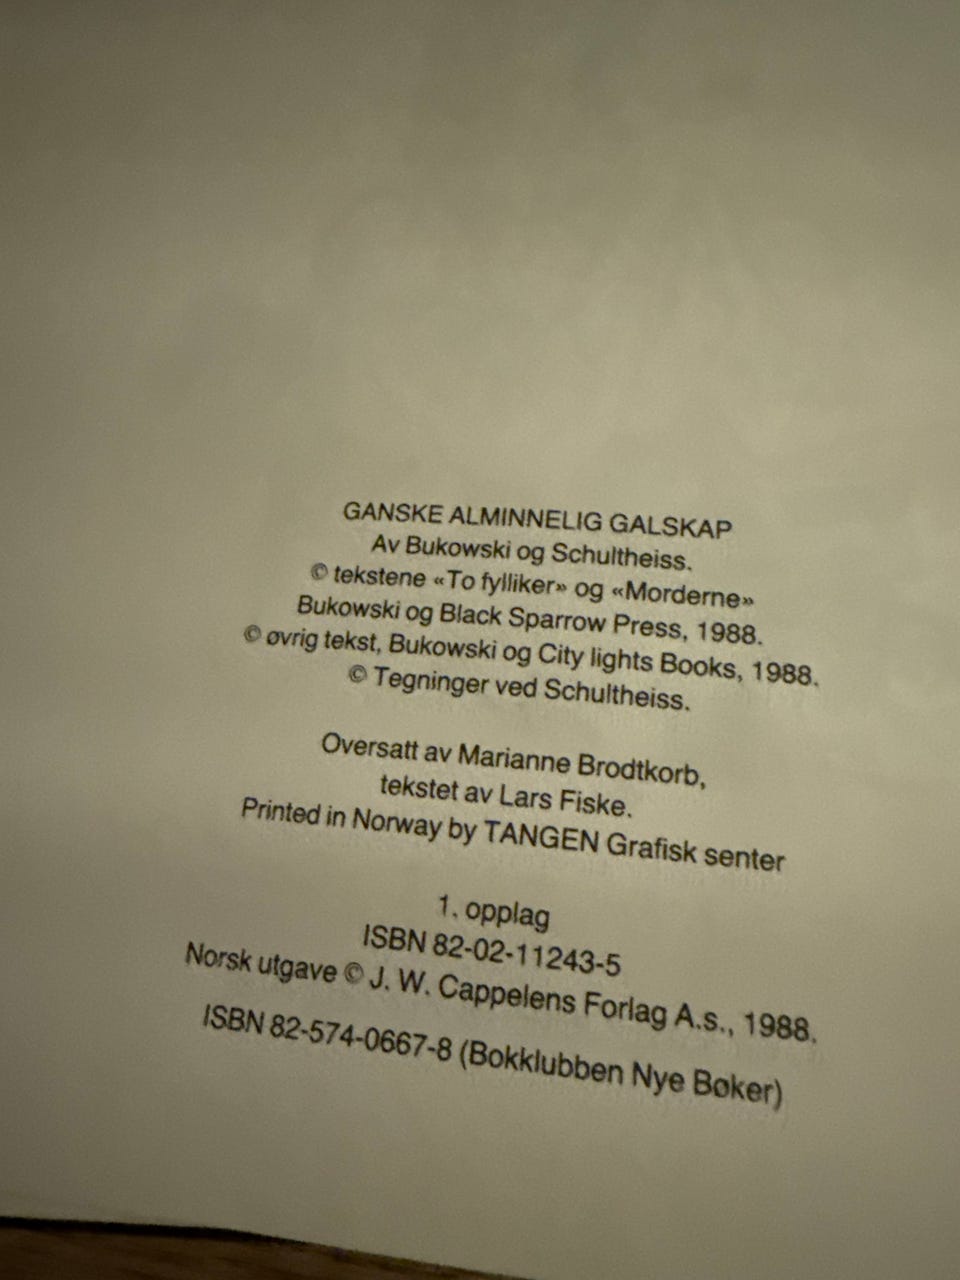 GANSKE ALMINNELIG GALSKAP
Av Bukowski og Schultheiss.
© tekstene «To fylliker» og «Morderne»
Bukowski og Black Sparrow Press, 1988.
© øvrig tekst, Bukowski og City lights Books, 1988.
© Tegninger ved Schultheiss.
Oversatt av Marianne Brodtkorb,
tekstet av Lars Fiske.
Printed in Norway by TANGEN Grafisk senter
1. opplag
ISBN 82-02-11243-5
Norsk utgave © J. W. Cappelens Forlag A.s., 1988.
ISBN 82-574-0667-8 (Bokklubben Nye Bøker)